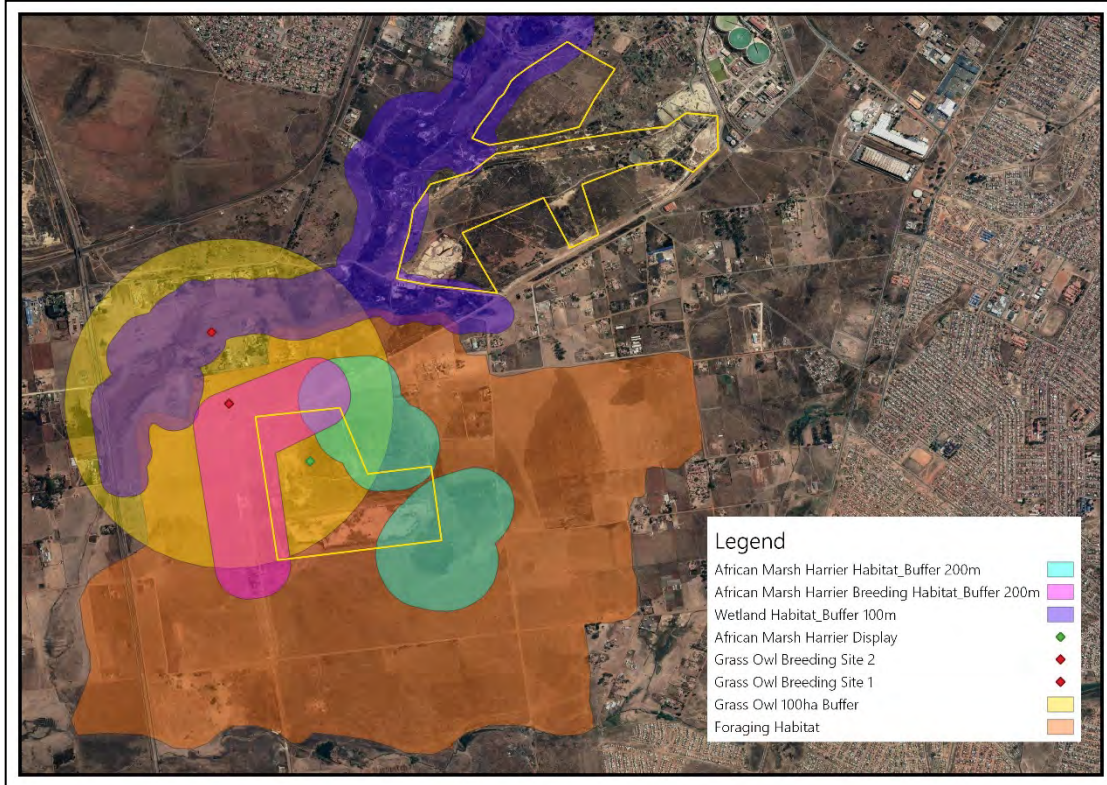 Legend
African Marsh Harrier Habitat_Buffer 200m
African Marsh Harrier Breeding Habitat_Buffer 200m
Wetland Habitat_Buffer 100m
African Marsh Harrier Display
Grass Owl Breeding Site 2
Grass Owl Breeding Site 1
Grass Owl 100ha Buffer
Foraging Habitat